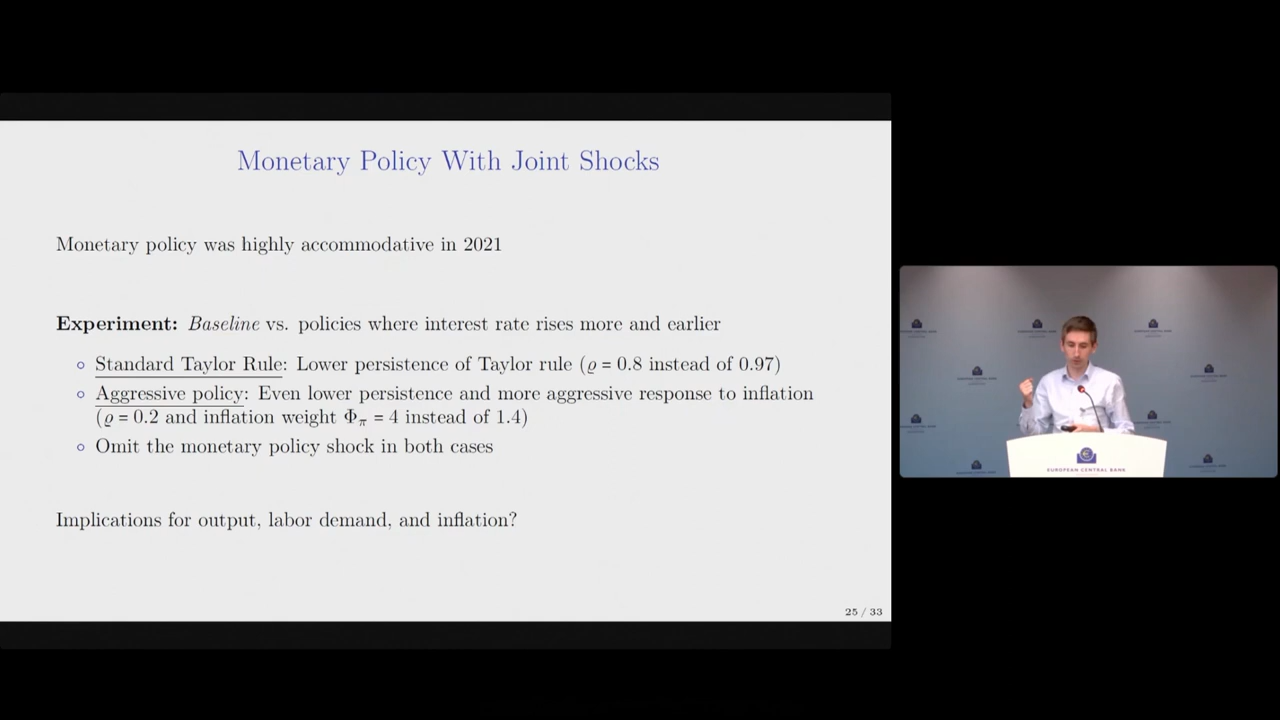 Monetary Policy With Joint Shocks
Monetary policy was highly accommodative in 2021
Experiment: Baseline vs. policies where interest rate rises more and earlier
Standard Taylor Rule: Lower persistence of Taylor rule (ϱ = 0.8 instead of 0.97)
Aggressive policy: Even lower persistence and more aggressive response to inflation
(ϱ = 0.2 and inflation weight Φπ = 4 instead of 1.4)
Omit the monetary policy shock in both cases
Implications for output, labor demand, and inflation?
25 / 33
EUROPEAN CENTRAL BANK